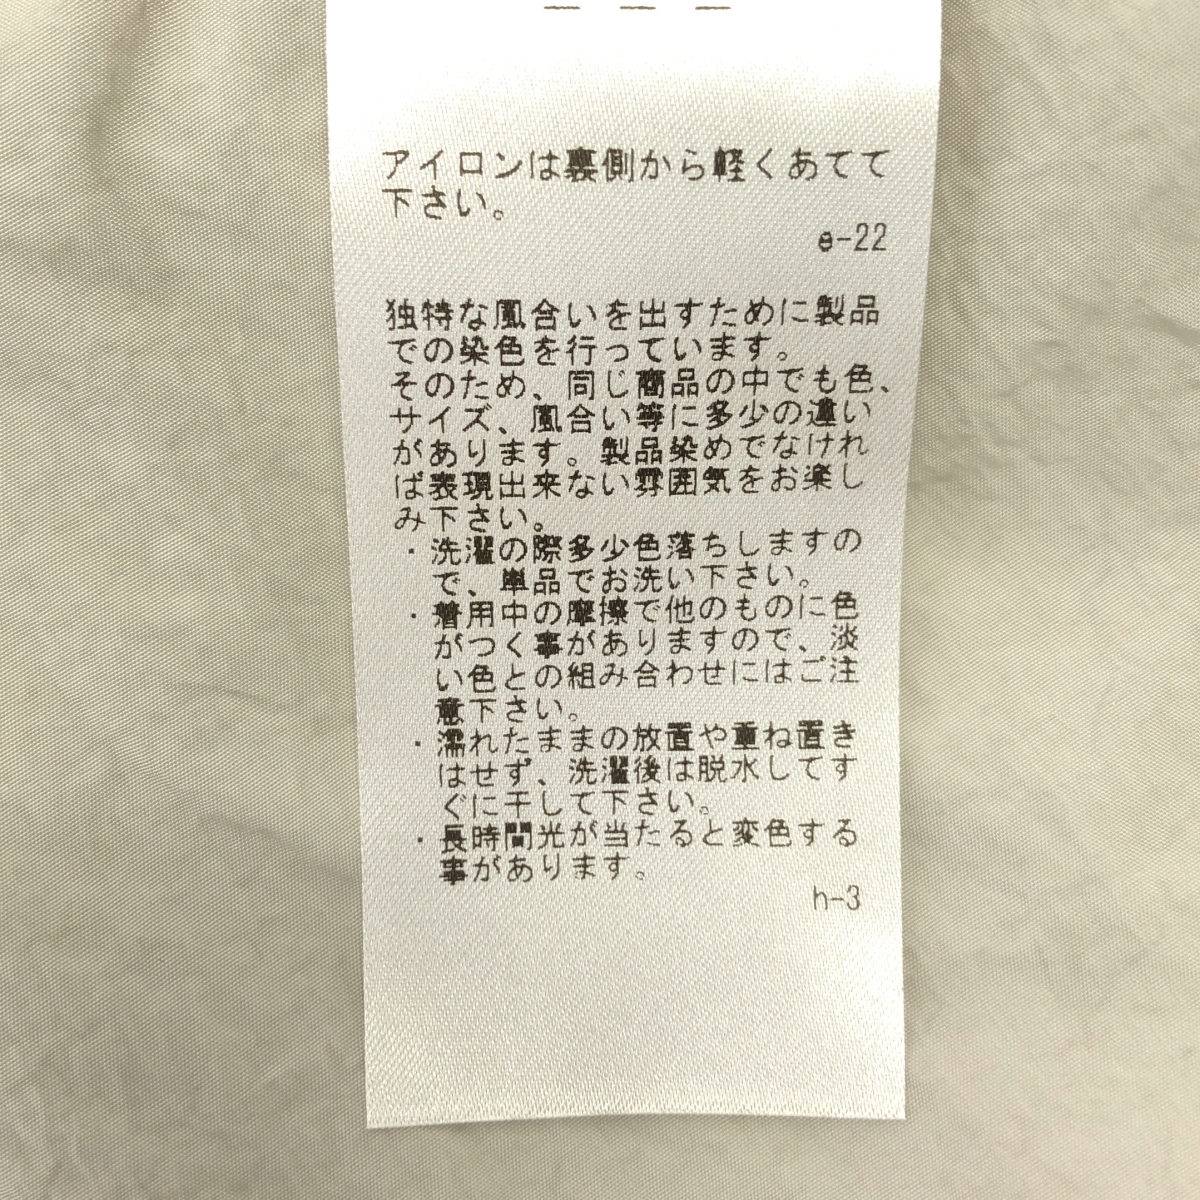 アイロンは裏側から軽くあてて
下さい。
e-22
独特な風合いを出すために製品
での染色を行っています。
そのため、同じ商品の中でも色、
サイズ、風合い等に多少の違い
があります。製品染めでなけれ
ば表現出来ない雰囲気をお楽し
み下さい。
・洗濯の際多少色落ちしますの
で、単品でお洗い下さい。
・着用中の摩擦で他のものに色
がつく事がありますので、淡
い色との組み合わせにはご注
意下さい。
・濡れたままの放置や重ね置き
はせず、洗濯後は脱水してす
ぐに干して下さい。
・長時間光が当たると変色する
事があります。
h-3